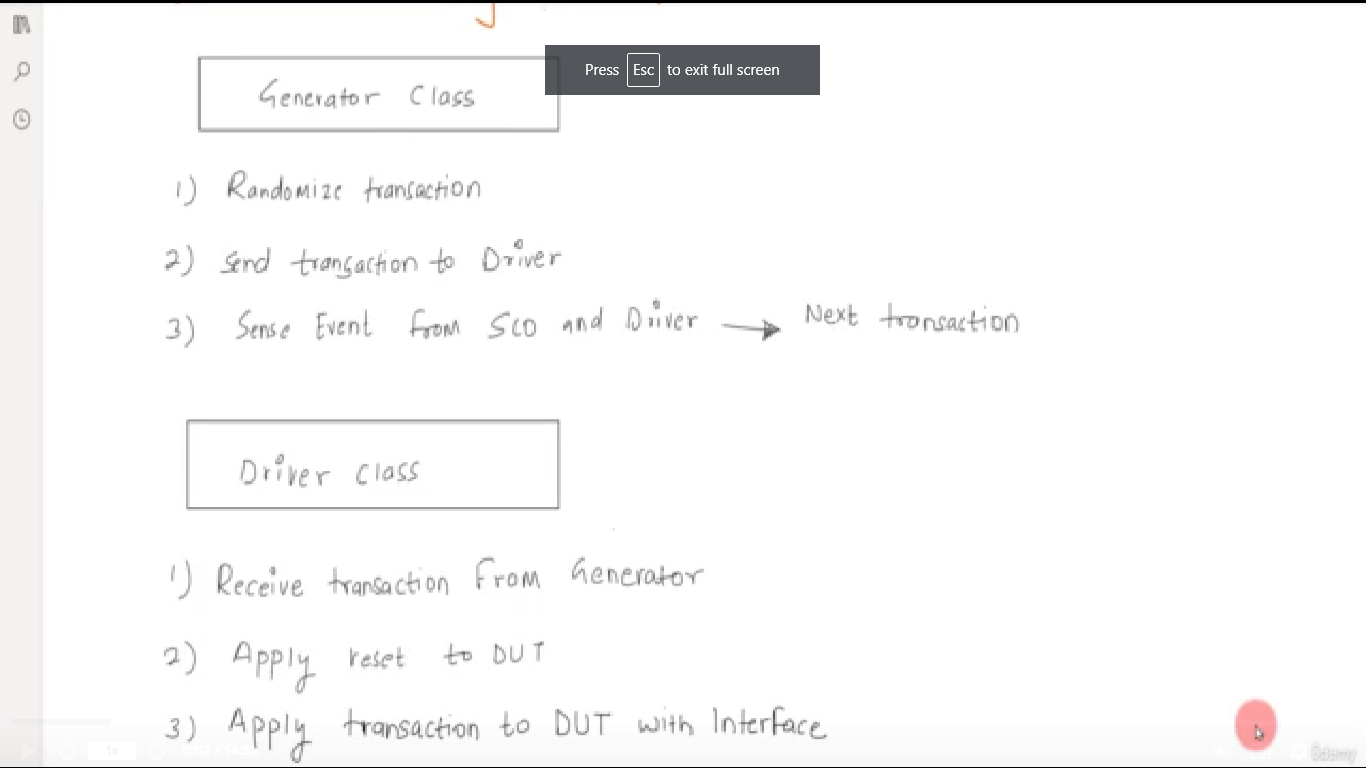 Press Esc to exit full screen
Generator Class
1) Randomize transaction
2) Send transaction to Driver
3) Sense Event from SCO and Driver → Next transaction
Driver Class
1) Receive transaction From Generator
2) Apply reset to DUT
3) Apply transaction to DUT with Interface
1x
Udemy